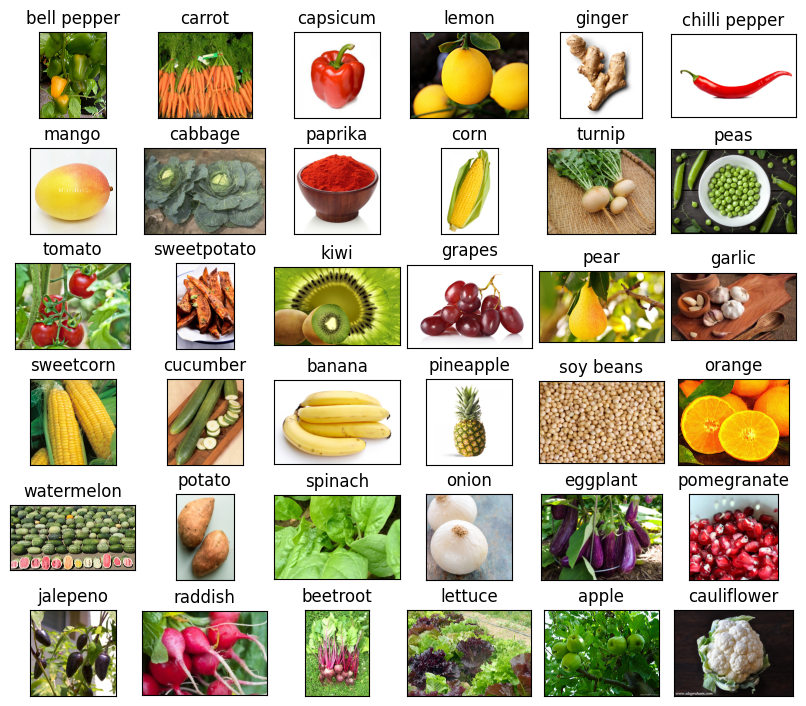 bell pepper
carrot
capsicum
lemon
ginger
chilli pepper
mango
cabbage
paprika
corn
turnip
peas
tomato
sweetpotato
kiwi
grapes
pear
garlic
sweetcorn
cucumber
banana
pineapple
soy beans
orange
watermelon
potato
spinach
onion
eggplant
pomegranate
jalepeno
raddish
beetroot
lettuce
apple
cauliflower